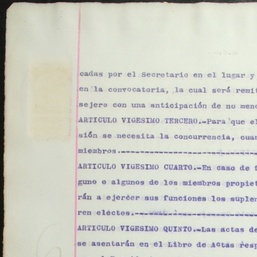 cadas por el Secretario en el lugar y
en la convocatoria, la cual será remit
sejero con una anticipación de no meno
ARTICULO VIGESIMO TERCERO.-Para que el
sión se necesita la concurrencia, cuan
miembros.
ARTICULO VIGESIMO CUARTO.-En caso de f
guno o algunos de los miembros propiet
rán a ejercer sus funciones los suplen
ren eléctos.
ARTICULO VIGESIMO QUINTO.-Las actas de
se asentarán en el Libro de Actas resp